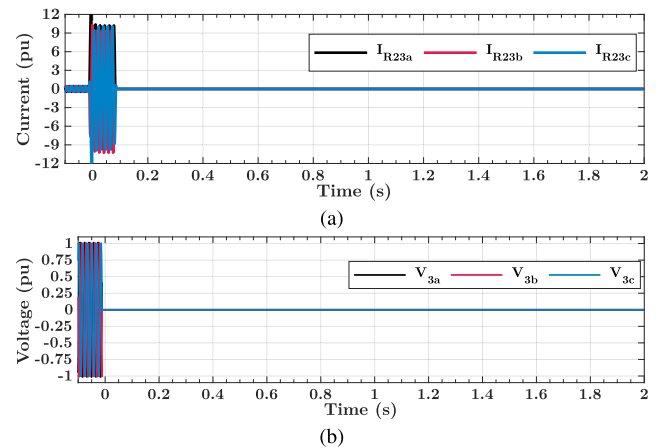 12
9
6
3
0
-3
-6
-9
-12
Current (pu)
I_R23a I_R23b I_R23c
0 0.2 0.4 0.6 0.8 1 1.2 1.4 1.6 1.8 2
Time (s)
(a)
1
0.75
0.5
0.25
0
-0.25
-0.5
-0.75
-1
Voltage (pu)
V_3a V_3b V_3c
0 0.2 0.4 0.6 0.8 1 1.2 1.4 1.6 1.8 2
Time (s)
(b)